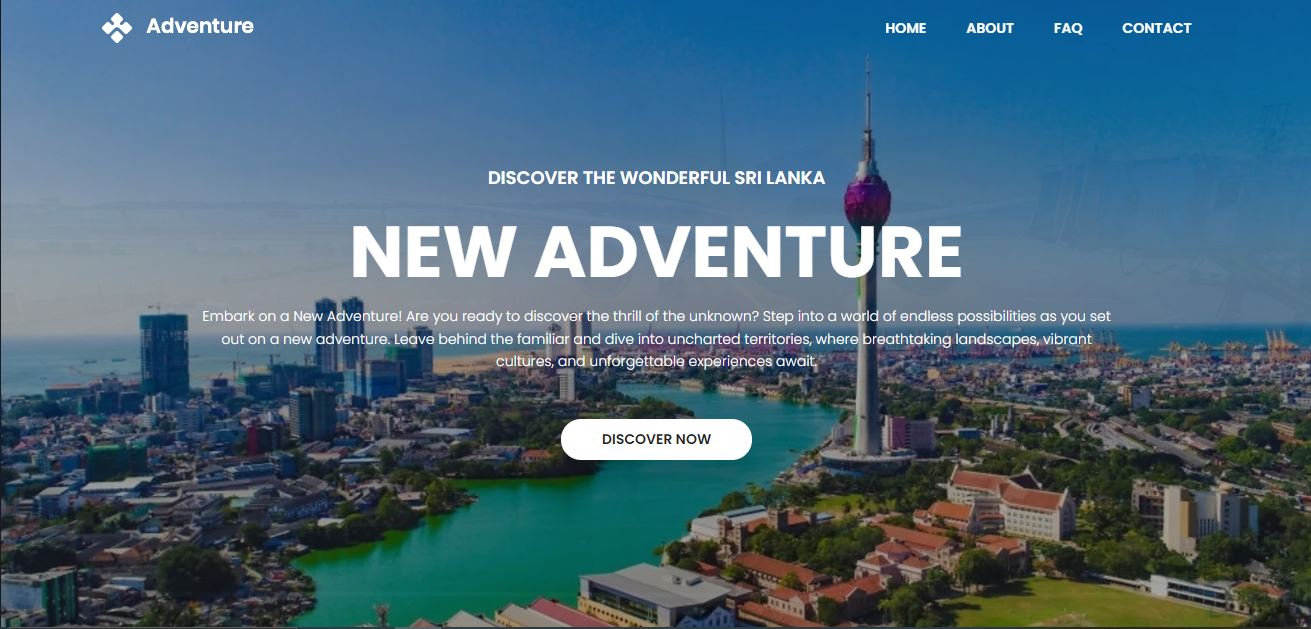 Adventure
HOME ABOUT FAQ CONTACT
DISCOVER THE WONDERFUL SRI LANKA
NEW ADVENTURE
Embark on a New Adventure! Are you ready to discover the thrill of the unknown? Step into a world of endless possibilities as you set
out on a new adventure. Leave behind the familiar and dive into uncharted territories, where breathtaking landscapes, vibrant
cultures, and unforgettable experiences await.
DISCOVER NOW